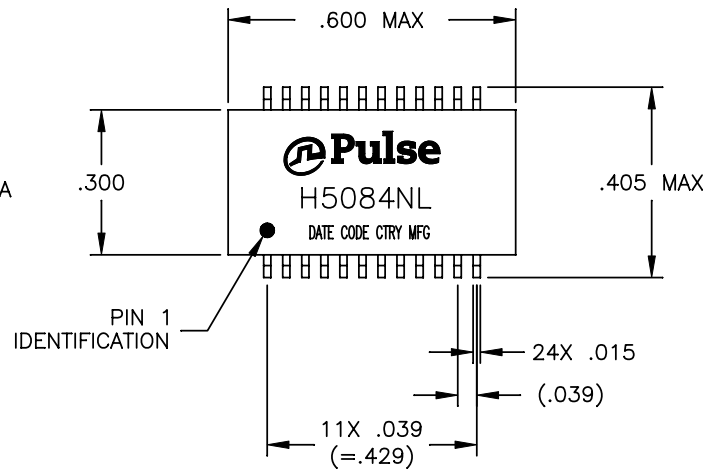 .600 MAX
A
.300
Pulse
H5084NL
DATE CODE CTRY MFG
.405 MAX
PIN 1
IDENTIFICATION
24X .015
(.039)
11X .039
(=.429)